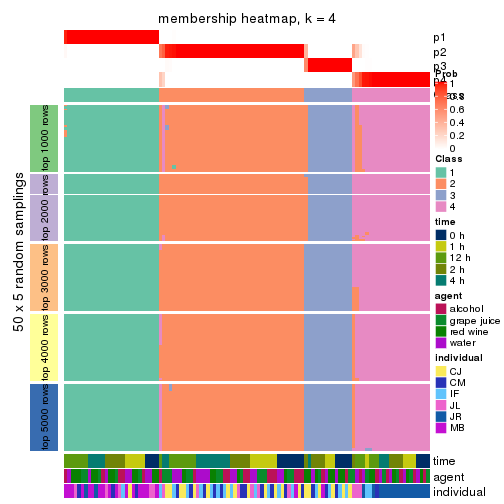 membership heatmap, k = 4
p1
p2
p3
p4
50 x 5 random samplings
top 1000 rows
top 2000 rows
top 3000 rows
top 4000 rows
top 5000 rows
time
agent
individual
Prob
1
0.8
0.6
0.4
0.2
0
Class
1
2
3
4
time
0 h
1 h
12 h
2 h
4 h
agent
alcohol
grape juice
red wine
water
individual
CJ
CM
IF
JL
JR
MB